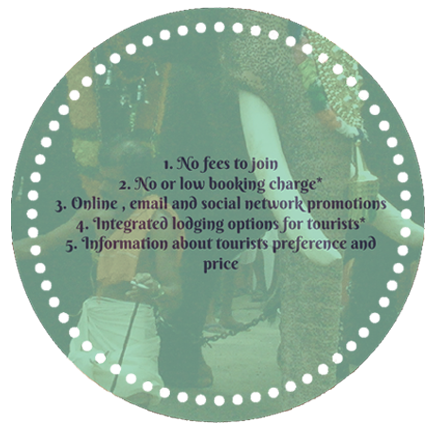 1. No fees to join
2. No or low booking charge*
3. Online , email and social network promotions
4. Integrated lodging options for tourists*
5. Information about tourists preference and
price